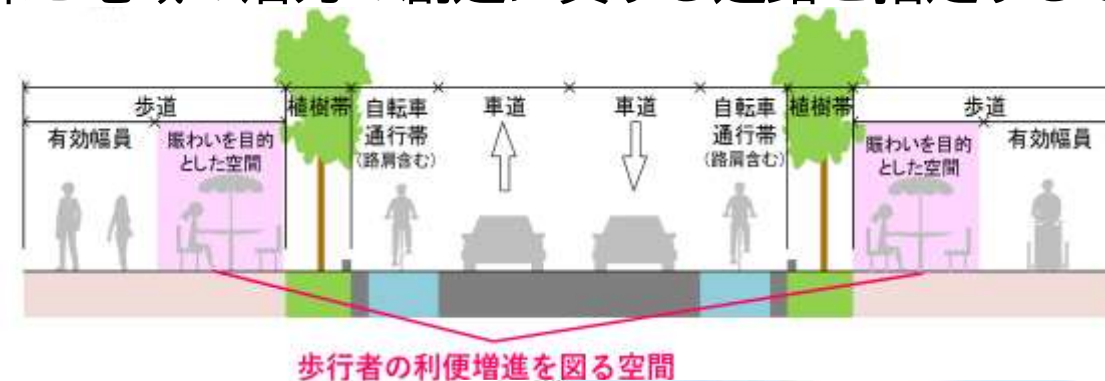 歩道
植樹帯
自転車
通行帯
(路肩含む)
車道
車道
自転車
通行帯
(路肩含む)
植樹帯
歩道
有効幅員
賑わいを目的
とした空間
賑わいを目的
とした空間
有効幅員
歩行者の利便増進を図る空間